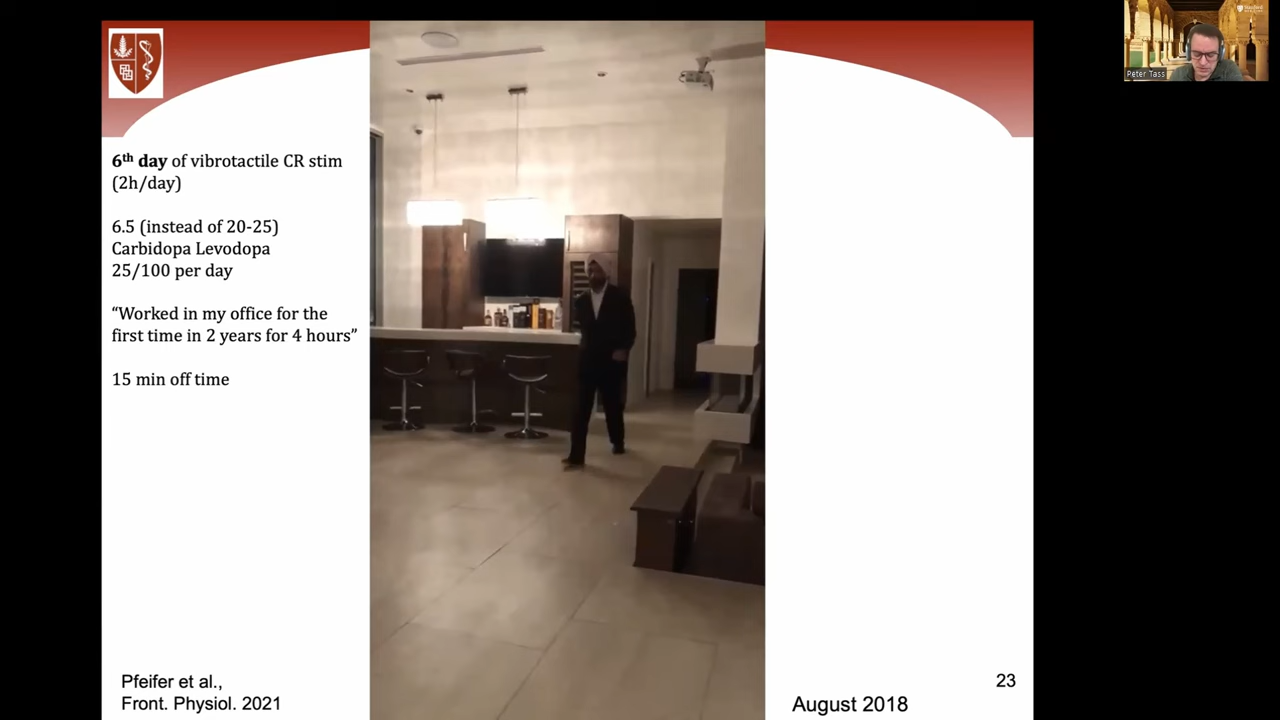 6th day of vibrotactile CR stim
(2h/day)
6.5 (instead of 20-25)
Carbidopa Levodopa
25/100 per day
“Worked in my office for the
first time in 2 years for 4 hours”
15 min off time
Pfeifer et al.,
Front. Physiol. 2021
August 2018
23
Peter Tass